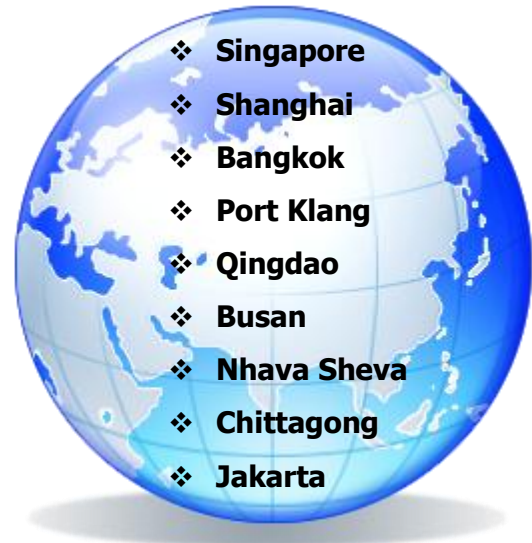 ❖ Singapore
❖ Shanghai
❖ Bangkok
❖ Port Klang
❖ Qingdao
❖ Busan
❖ Nhava Sheva
❖ Chittagong
❖ Jakarta